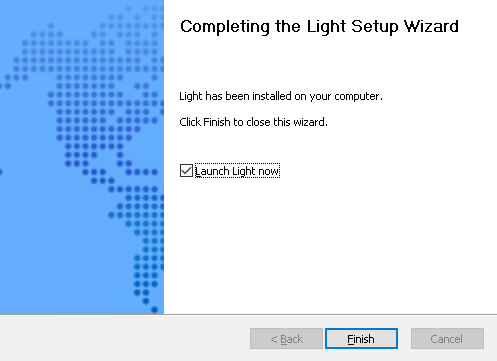 Completing the Light Setup Wizard
Light has been installed on your computer.
Click Finish to close this wizard.
Launch Light now
< Back Finish Cancel